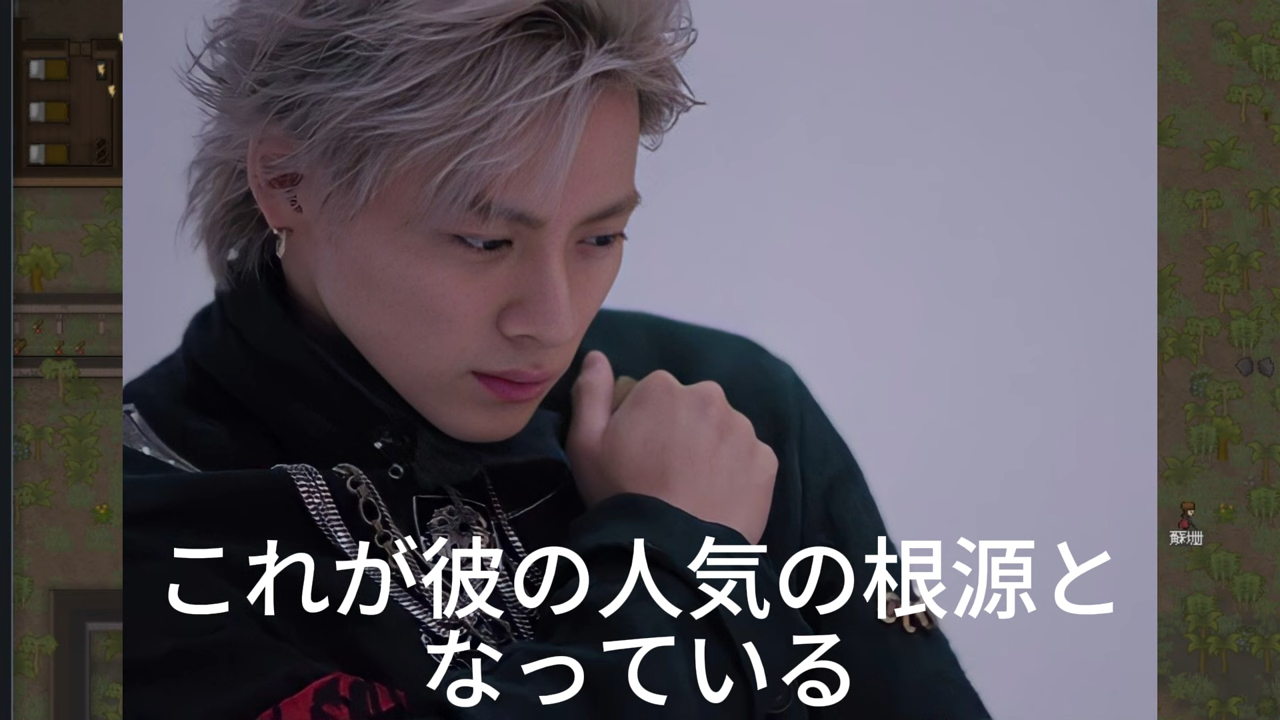 これが彼の人気の根源と
なっている